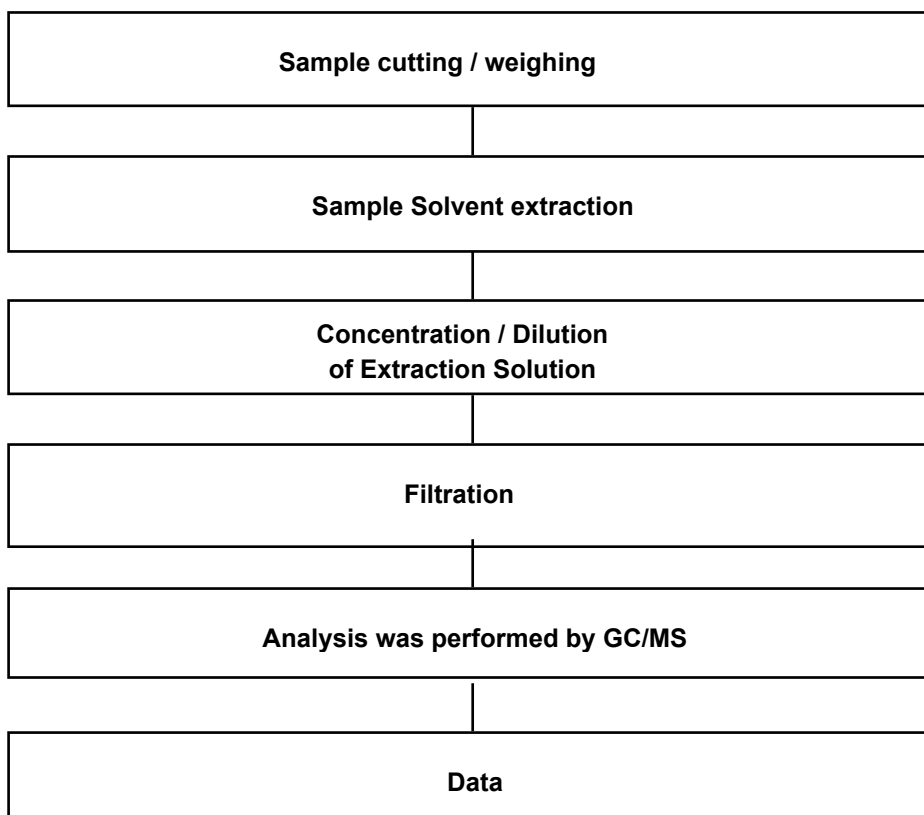 Sample cutting / weighing
Sample Solvent extraction
Concentration / Dilution
of Extraction Solution
Filtration
Analysis was performed by GC/MS
Data